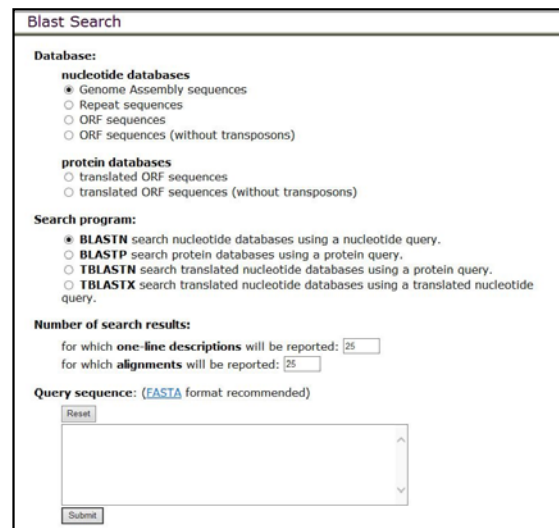 Blast Search
Database:
nucleotide databases
Genome Assembly sequences
Repeat sequences
ORF sequences
ORF sequences (without transposons)
protein databases
translated ORF sequences
translated ORF sequences (without transposons)
Search program:
BLASTN search nucleotide databases using a nucleotide query.
BLASTP search protein databases using a protein query.
TBLASTN search translated nucleotide databases using a protein query.
TBLASTX search translated nucleotide databases using a translated nucleotide
query.
Number of search results:
for which one-line descriptions will be reported: 25
for which alignments will be reported: 25
Query sequence: (FASTA format recommended)
Reset
Submit